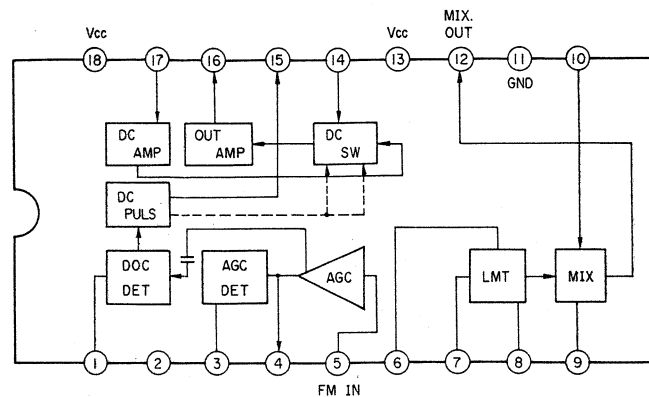 MIX.
Vcc Vcc OUT
18 17 16 15 14 13 12 11 10
GND
DC
AMP
OUT
AMP
DC
SW
DC
PULS
DOC
DET
AGC
DET
AGC
LMT
MIX
1 2 3 4 5 6 7 8 9
FM IN